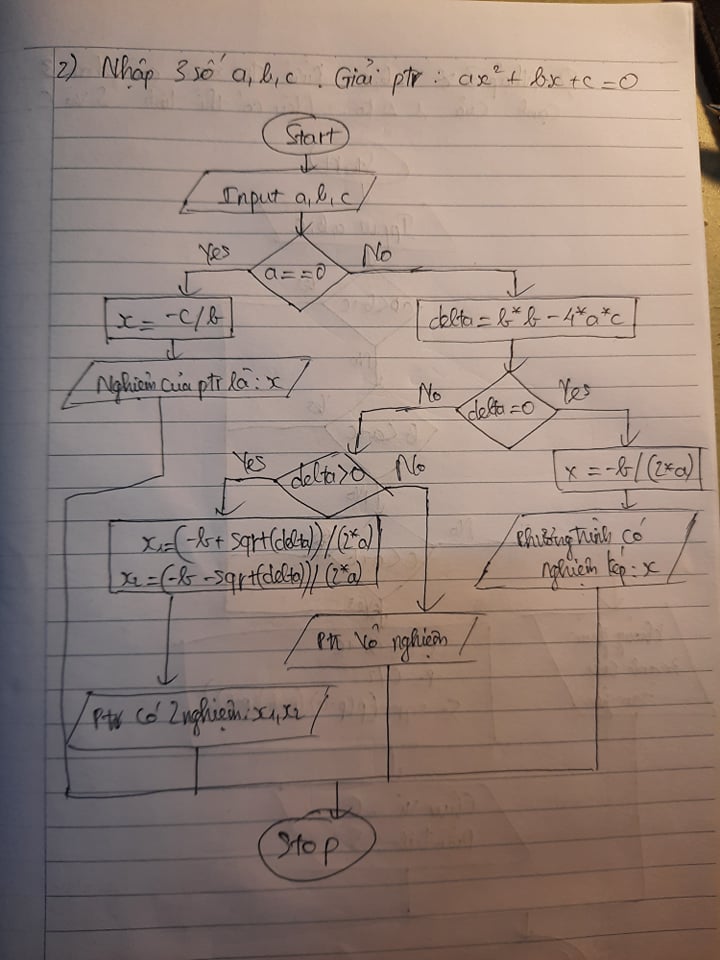 2) Nhập 3 số a, b, c. Giải ptr: ax² + bx + c = 0
Start
Input a, b, c
Yes
a==0
No
x = -c/b
delta = b*b - 4*a*c
Nghiệm của ptr là: x
No
delta=0
Yes
Yes
delta>0
No
x = -b/(2*a)
x₁=(-b+sqrt(delta))/(2*a)
x₂=(-b-sqrt(delta))/(2*a)
Phương trình có
nghiệm kép: x
Ptr vô nghiệm
Ptr có 2 nghiệm: x₁, x₂
Stop